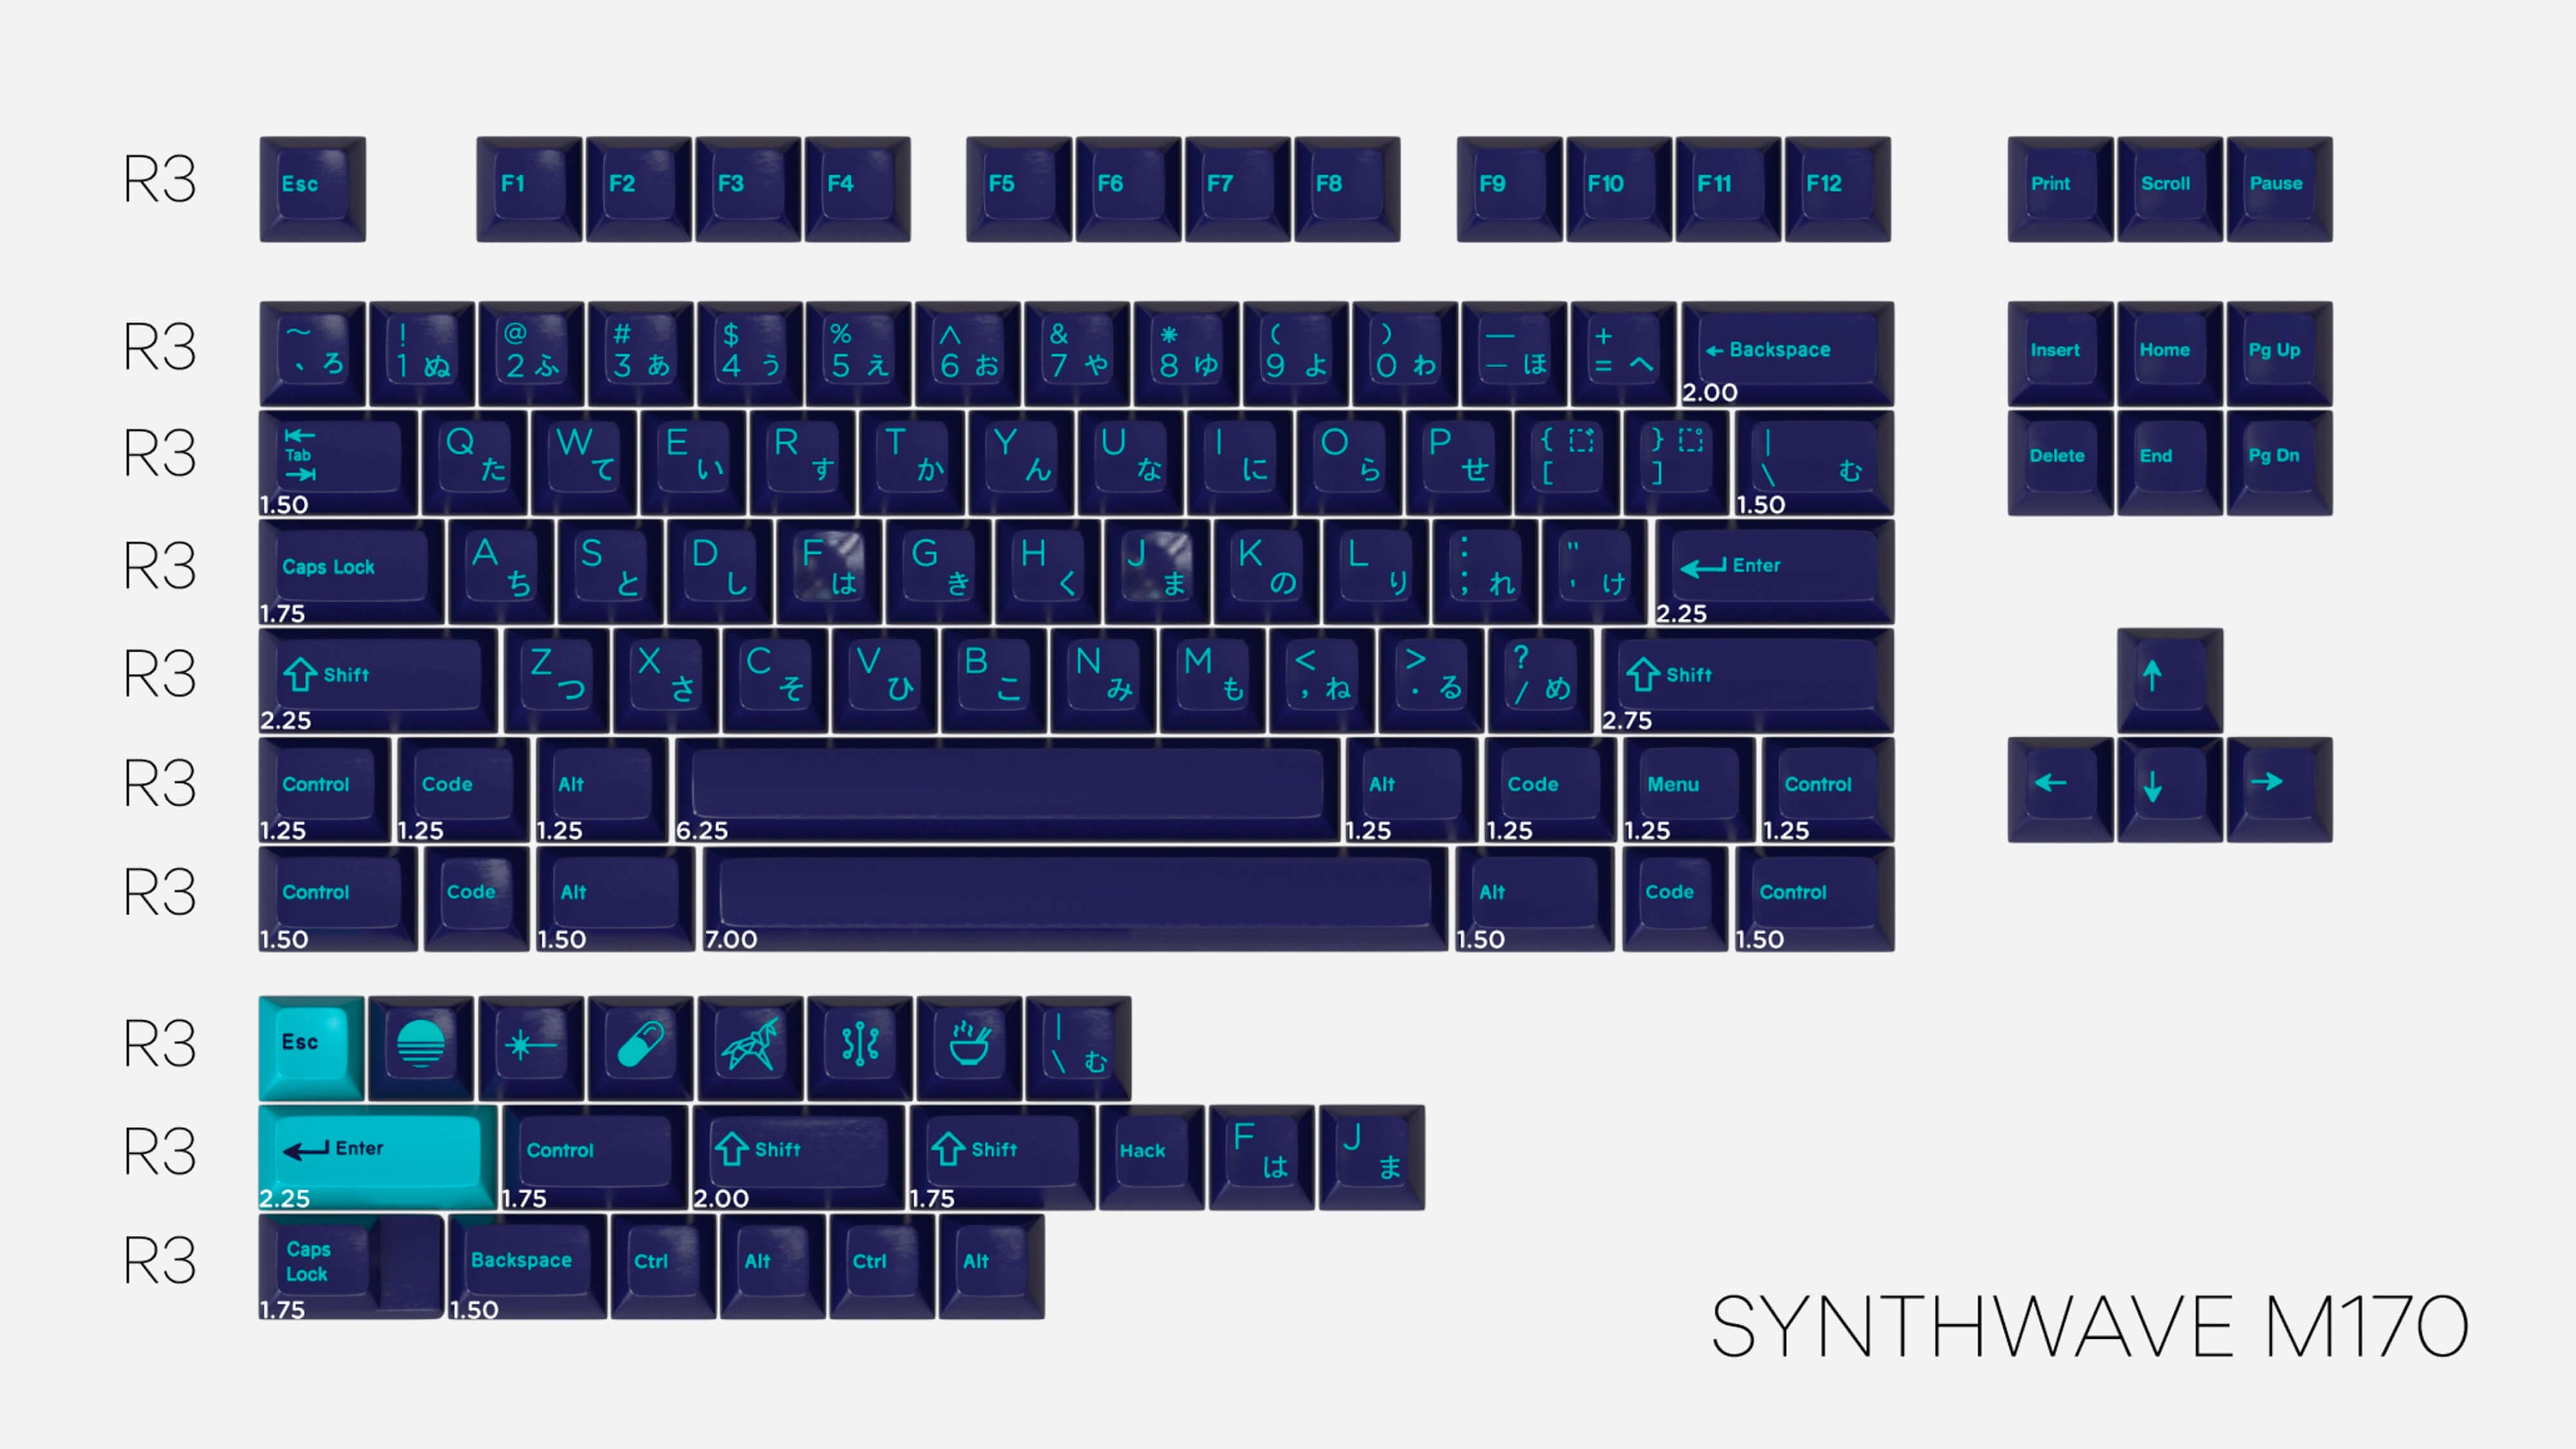 R3 Esc F1 F2 F3 F4 F5 F6 F7 F8 F9 F10 F11 F12 Print Scroll Pause
R3 ~ 、 ろ ! 1 ぬ @ 2 ふ # 3 あ $ 4 う % 5 え ^ 6 お & 7 や * 8 ゆ ( 9 よ ) 0 わ — – ほ + = へ ← Backspace 2.00 Insert Home Pg Up
R3 Tab 1.50 Q た W て E い R す T か Y ん U な I に O ら P せ { [ } ] | \ む 1.50 Delete End Pg Dn
R3 Caps Lock 1.75 A ち S と D し F は G き H く J ま K の L り : ; れ " ' け Enter 2.25
R3 Shift 2.25 Z つ X さ C そ V ひ B こ N み M も < , ね > . る ? / め Shift 2.75 ↑
R3 Control 1.25 Code 1.25 Alt 1.25 6.25 Alt 1.25 Code 1.25 Menu 1.25 Control 1.25 ← ↓ →
R3 Control 1.50 Code Alt 1.50 7.00 Alt 1.50 Code Control 1.50
R3 Esc | \ む
R3 Enter 2.25 Control 1.75 Shift 2.00 Shift 1.75 Hack F は J ま
R3 Caps Lock 1.75 Backspace 1.50 Ctrl Alt Ctrl Alt
SYNTHWAVE M170